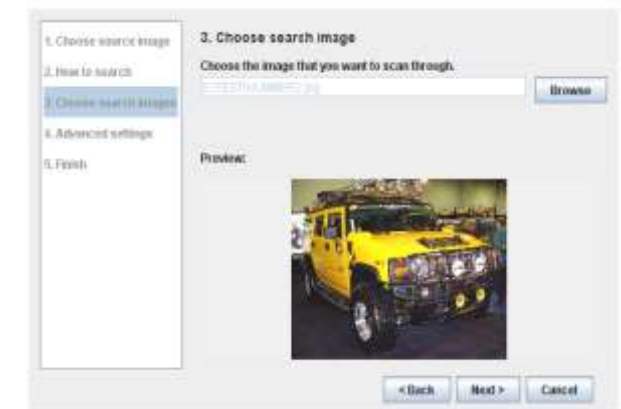 1. Choose source image
2. How to search
3. Choose search images
4. Advanced settings
5. Finish
3. Choose search image
Choose the image that you want to scan through.
Browse
Preview:
< Back
Next >
Cancel